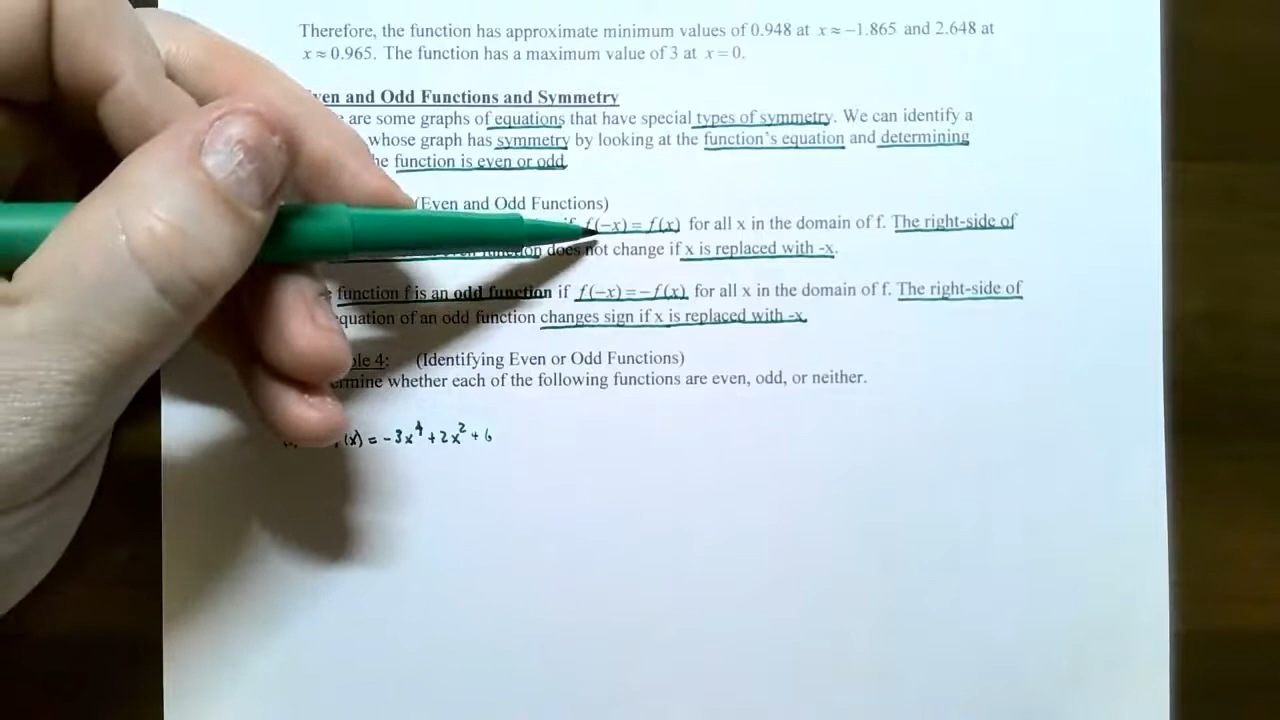 Therefore, the function has approximate minimum values of 0.948 at x ≈ −1.865 and 2.648 at
x ≈ 0.965. The function has a maximum value of 3 at x = 0.
Even and Odd Functions and Symmetry
are some graphs of equations that have special types of symmetry. We can identify a
whose graph has symmetry by looking at the function's equation and determining
he function is even or odd.
(Even and Odd Functions)
if f(−x) = f(x) for all x in the domain of f. The right-side of
function does not change if x is replaced with -x.
function f is an odd function if f(−x) = −f(x) for all x in the domain of f. The right-side of
equation of an odd function changes sign if x is replaced with -x.
ple 4: (Identifying Even or Odd Functions)
ermine whether each of the following functions are even, odd, or neither.
(x) = -3x⁴ + 2x² + 6